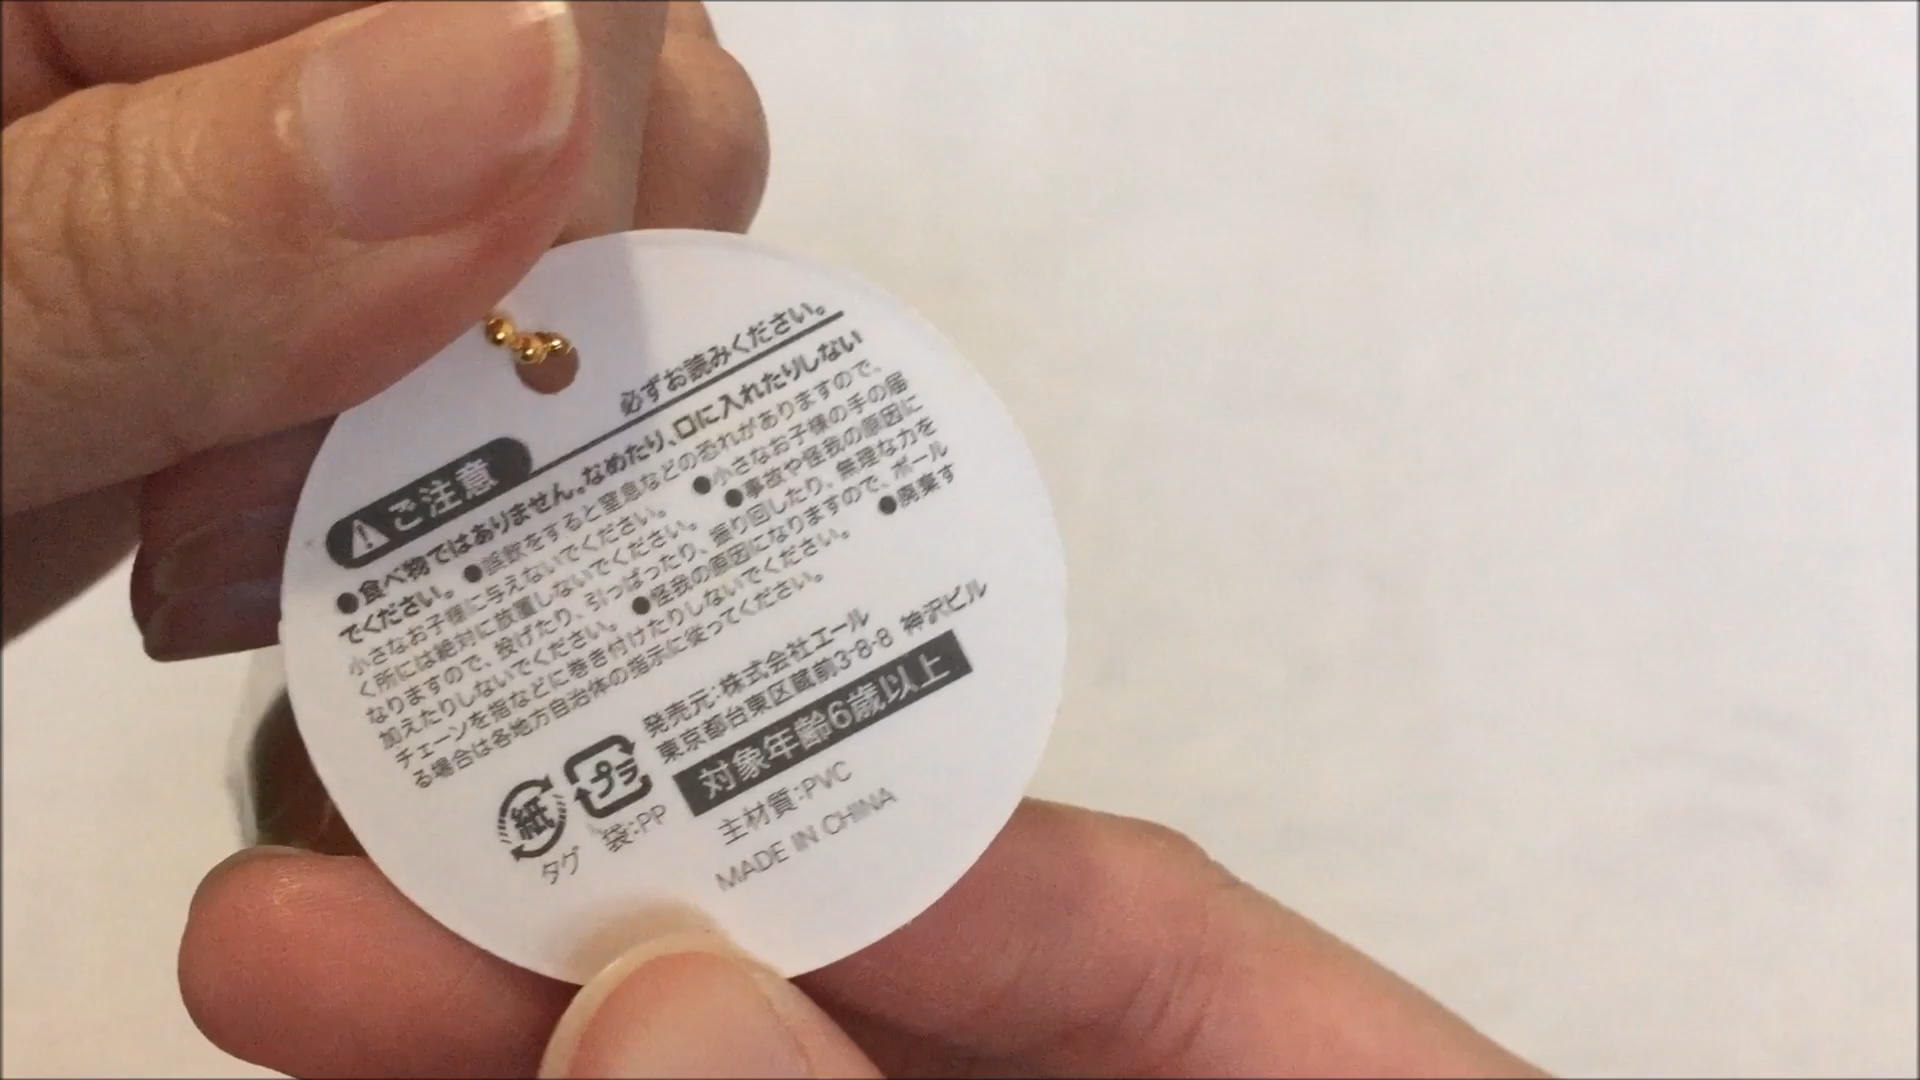 必ずお読みください。
ご注意
●食べ物ではありません。なめたり、口に入れたりしない
でください。 ●誤飲をすると窒息などの恐れがありますので、
小さなお子様に与えないでください。 ●小さなお子様の手の届
く所には絶対に放置しないでください。 ●事故や怪我の原因に
なりますので、投げたり、引っぱったり、振り回したり、無理な力を
加えたりしないでください。 ●怪我の原因になりますので、ボール
チェーンを指などに巻き付けたりしないでください。 ●廃棄す
る場合は各地方自治体の指示に従ってください。
発売元:株式会社エール
東京都台東区蔵前3-8-8 神沢ビル
対象年齢6歳以上
紙 プラ
タグ 袋:PP
主材質:PVC
MADE IN CHINA